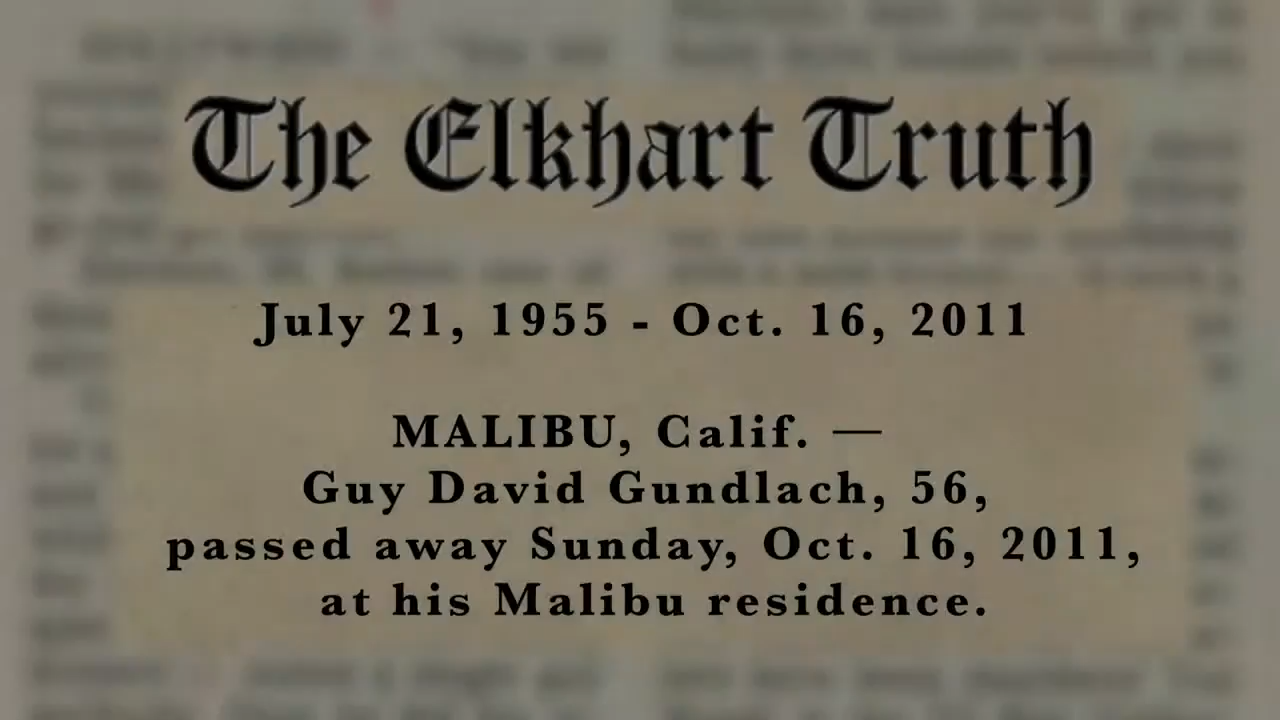 The Elkhart Truth
July 21, 1955 - Oct. 16, 2011
MALIBU, Calif. —
Guy David Gundlach, 56,
passed away Sunday, Oct. 16, 2011,
at his Malibu residence.